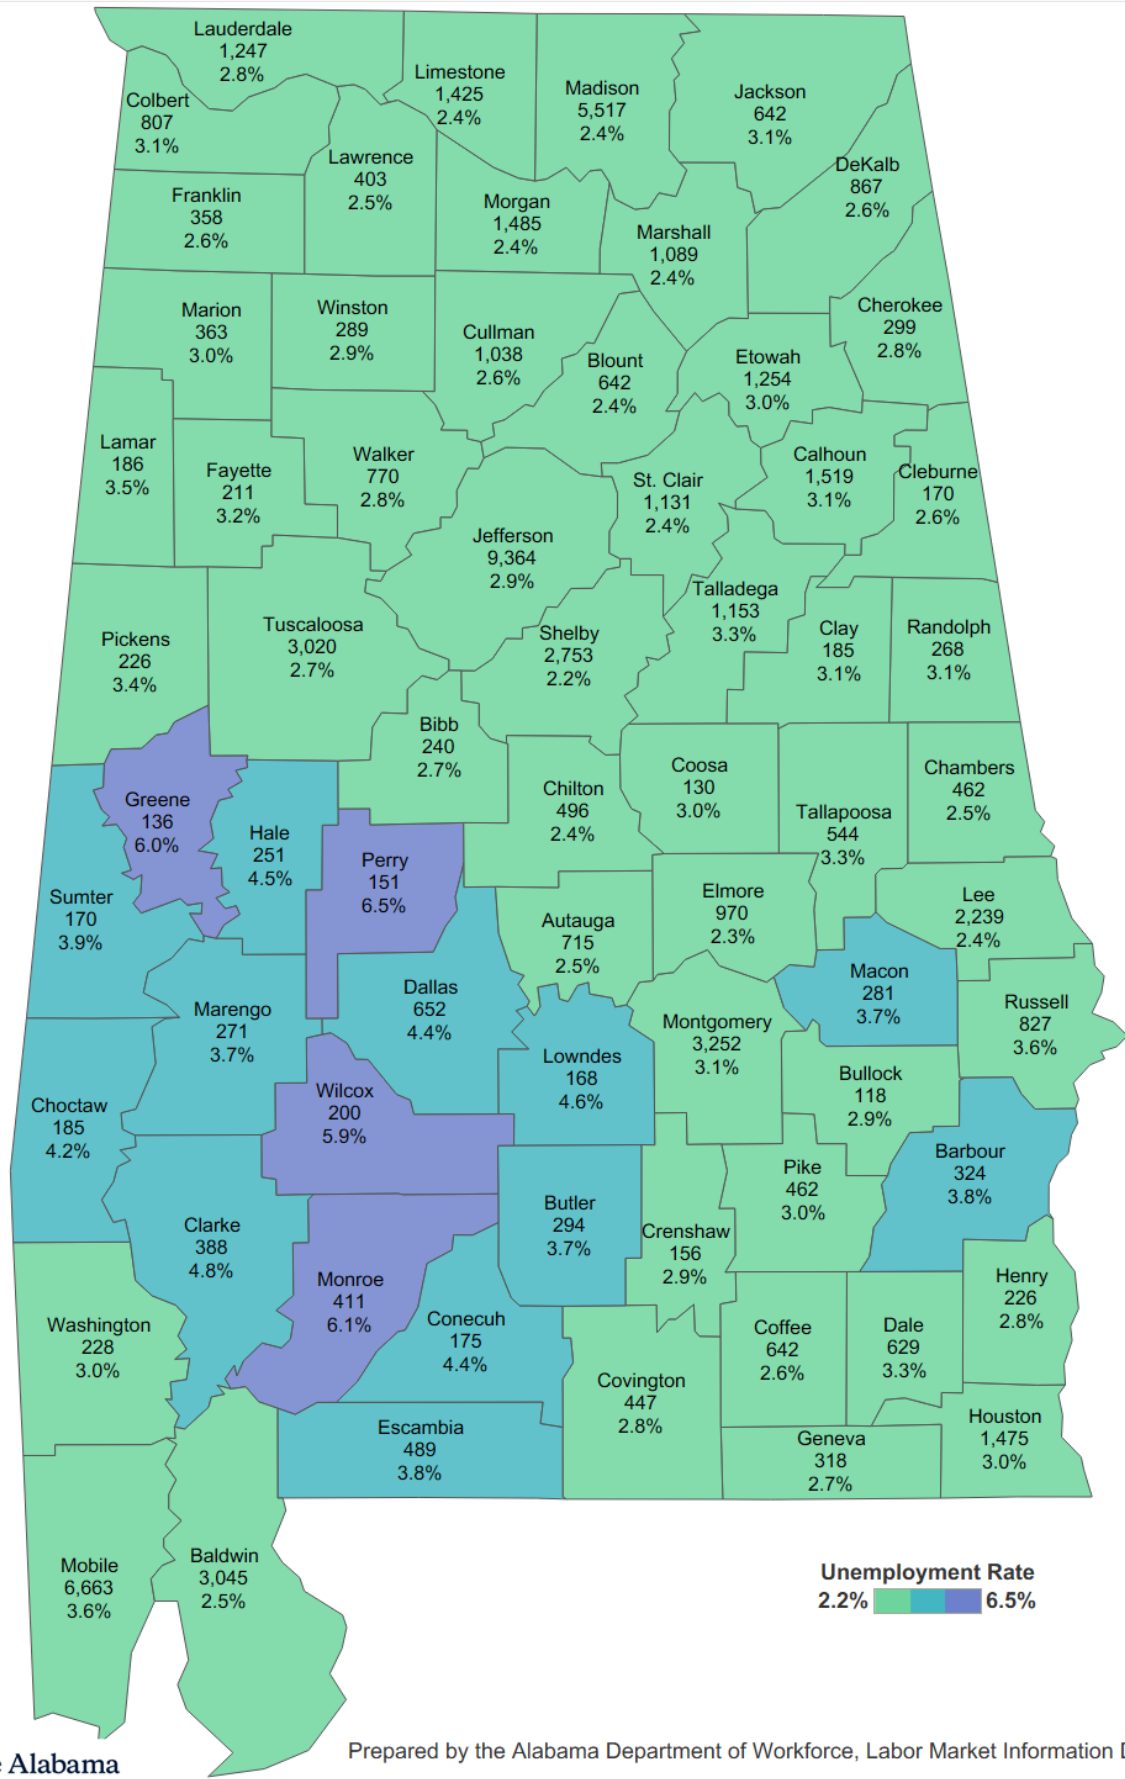 Lauderdale
1,247
2.8%
Limestone
1,425
2.4%
Madison
5,517
2.4%
Jackson
642
3.1%
Colbert
807
3.1%
Lawrence
403
2.5%
DeKalb
867
2.6%
Franklin
358
2.6%
Morgan
1,485
2.4%
Marshall
1,089
2.4%
Marion
363
3.0%
Winston
289
2.9%
Cullman
1,038
2.6%
Blount
642
2.4%
Etowah
1,254
3.0%
Cherokee
299
2.8%
Lamar
186
3.5%
Fayette
211
3.2%
Walker
770
2.8%
Jefferson
9,364
2.9%
St. Clair
1,131
2.4%
Calhoun
1,519
3.1%
Cleburne
170
2.6%
Pickens
226
3.4%
Tuscaloosa
3,020
2.7%
Shelby
2,753
2.2%
Talladega
1,153
3.3%
Clay
185
3.1%
Randolph
268
3.1%
Bibb
240
2.7%
Greene
136
6.0%
Hale
251
4.5%
Perry
151
6.5%
Chilton
496
2.4%
Coosa
130
3.0%
Tallapoosa
544
3.3%
Chambers
462
2.5%
Sumter
170
3.9%
Autauga
715
2.5%
Elmore
970
2.3%
Lee
2,239
2.4%
Marengo
271
3.7%
Dallas
652
4.4%
Lowndes
168
4.6%
Montgomery
3,252
3.1%
Macon
281
3.7%
Russell
827
3.6%
Bullock
118
2.9%
Choctaw
185
4.2%
Wilcox
200
5.9%
Barbour
324
3.8%
Clarke
388
4.8%
Monroe
411
6.1%
Butler
294
3.7%
Crenshaw
156
2.9%
Pike
462
3.0%
Henry
226
2.8%
Washington
228
3.0%
Conecuh
175
4.4%
Covington
447
2.8%
Coffee
642
2.6%
Dale
629
3.3%
Escambia
489
3.8%
Geneva
318
2.7%
Houston
1,475
3.0%
Mobile
6,663
3.6%
Baldwin
3,045
2.5%
Unemployment Rate
2.2% 6.5%
Alabama
Prepared by the Alabama Department of Workforce, Labor Market Information